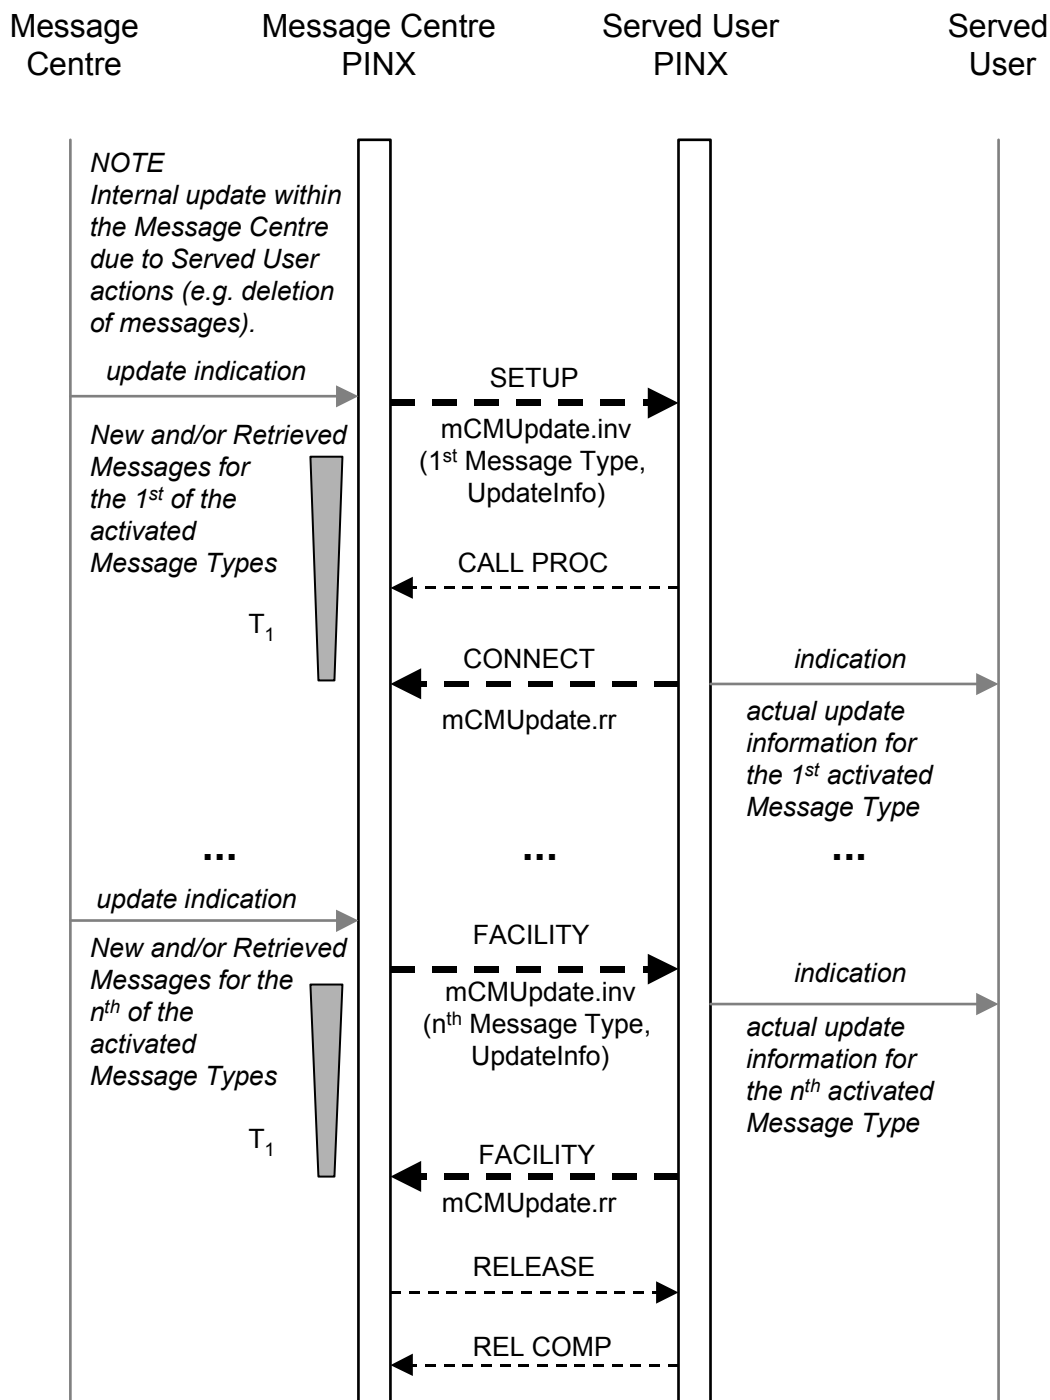 Message Centre
Message Centre PINX
Served User PINX
Served User
NOTE
Internal update within
the Message Centre
due to Served User
actions (e.g. deletion
of messages).
update indication
SETUP
mCMUpdate.inv
(1st Message Type,
UpdateInfo)
New and/or Retrieved
Messages for
the 1st of the
activated
Message Types
T1
CALL PROC
CONNECT
mCMUpdate.rr
indication
actual update
information for
the 1st activated
Message Type
... ... ...
update indication
New and/or Retrieved
Messages for the
nth of the
activated
Message Types
T1
FACILITY
mCMUpdate.inv
(nth Message Type,
UpdateInfo)
indication
actual update
information for
the nth activated
Message Type
FACILITY
mCMUpdate.rr
RELEASE
REL COMP